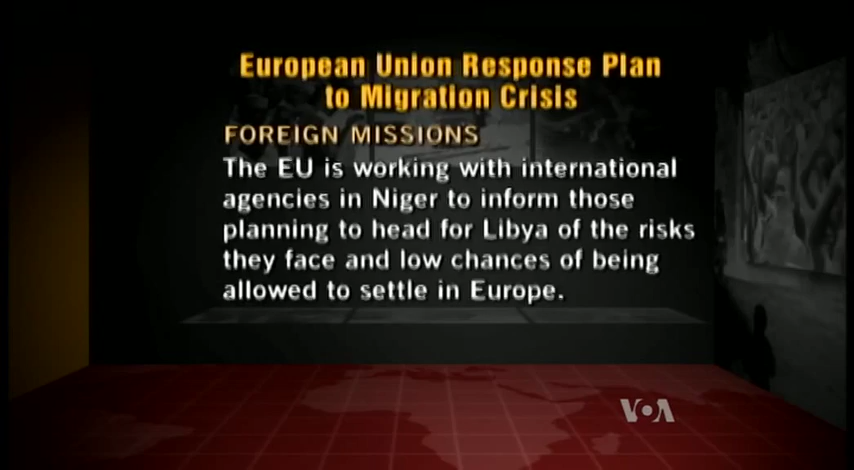 European Union Response Plan
to Migration Crisis
FOREIGN MISSIONS
The EU is working with international
agencies in Niger to inform those
planning to head for Libya of the risks
they face and low chances of being
allowed to settle in Europe.
VOA